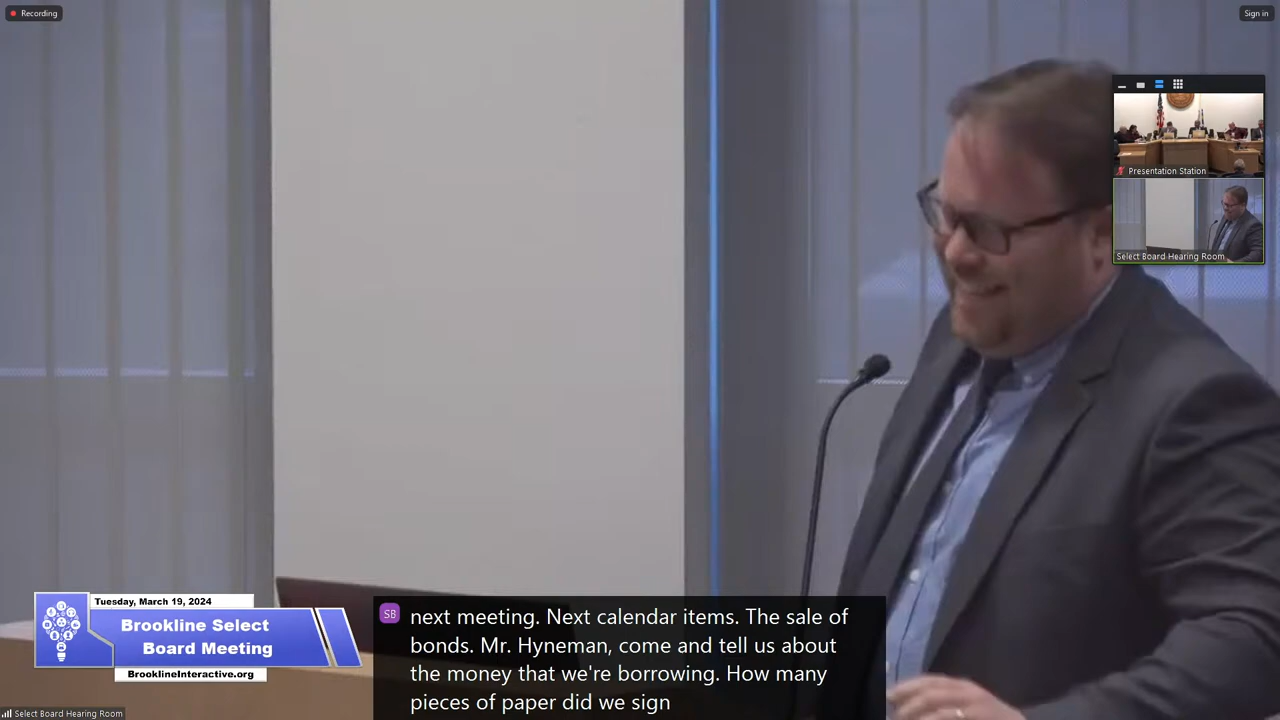 Recording
Sign in
Presentation Station
Select Board Hearing Room
Tuesday, March 19, 2024
Brookline Select
Board Meeting
BrooklineInteractive.org
SB
next meeting. Next calendar items. The sale of
bonds. Mr. Hyneman, come and tell us about
the money that we're borrowing. How many
pieces of paper did we sign
Select Board Hearing Room